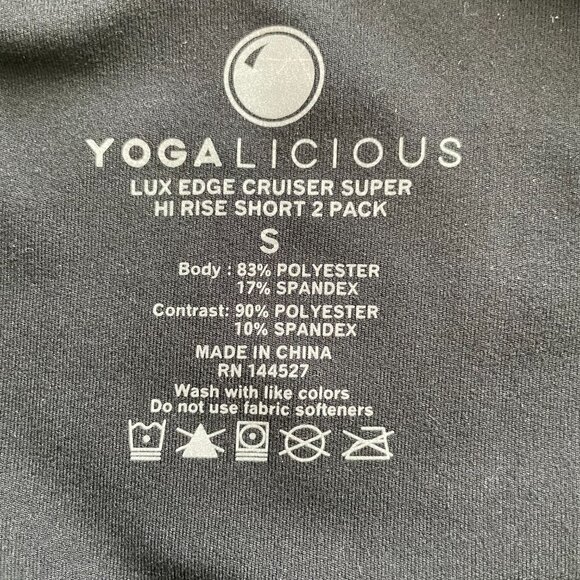 YOGALICIOUS
LUX EDGE CRUISER SUPER
HI RISE SHORT 2 PACK
S
Body : 83% POLYESTER
17% SPANDEX
Contrast: 90% POLYESTER
10% SPANDEX
MADE IN CHINA
RN 144527
Wash with like colors
Do not use fabric softeners